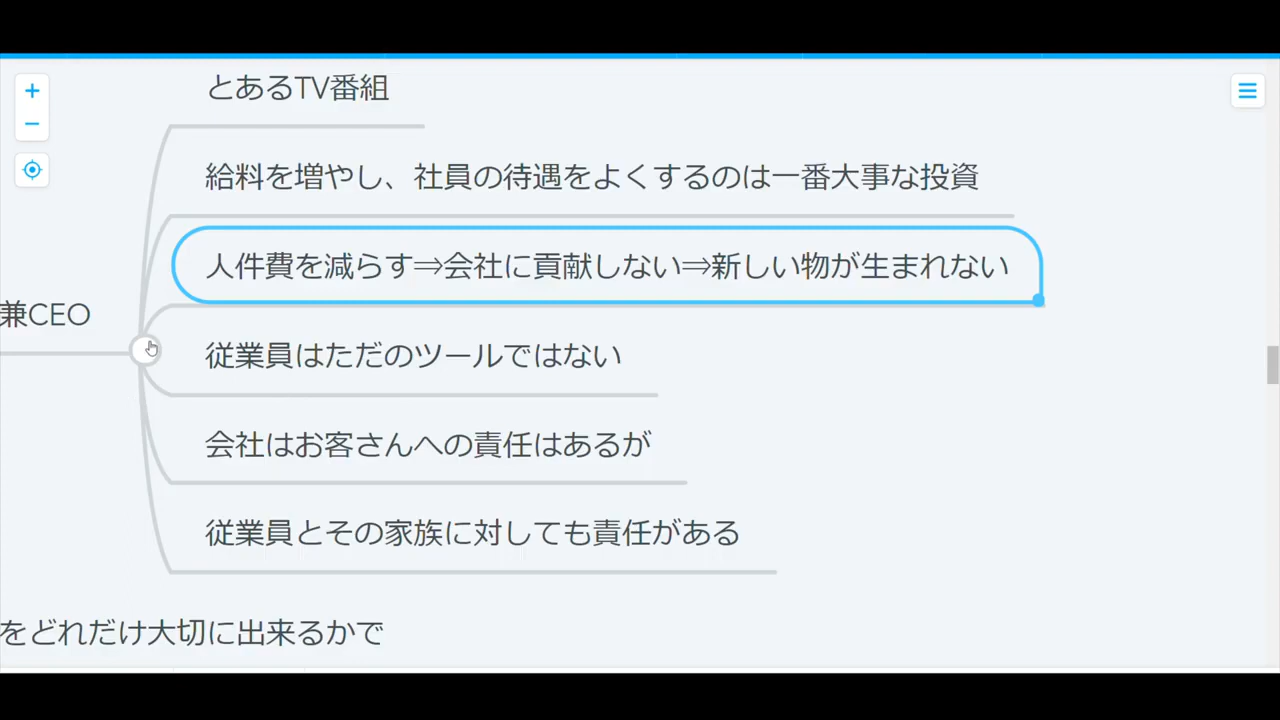 とあるTV番組
給料を増やし、社員の待遇をよくするのは一番大事な投資
人件費を減らす⇒会社に貢献しない⇒新しい物が生まれない
兼CEO
従業員はただのツールではない
会社はお客さんへの責任はあるが
従業員とその家族に対しても責任がある
をどれだけ大切に出来るかで